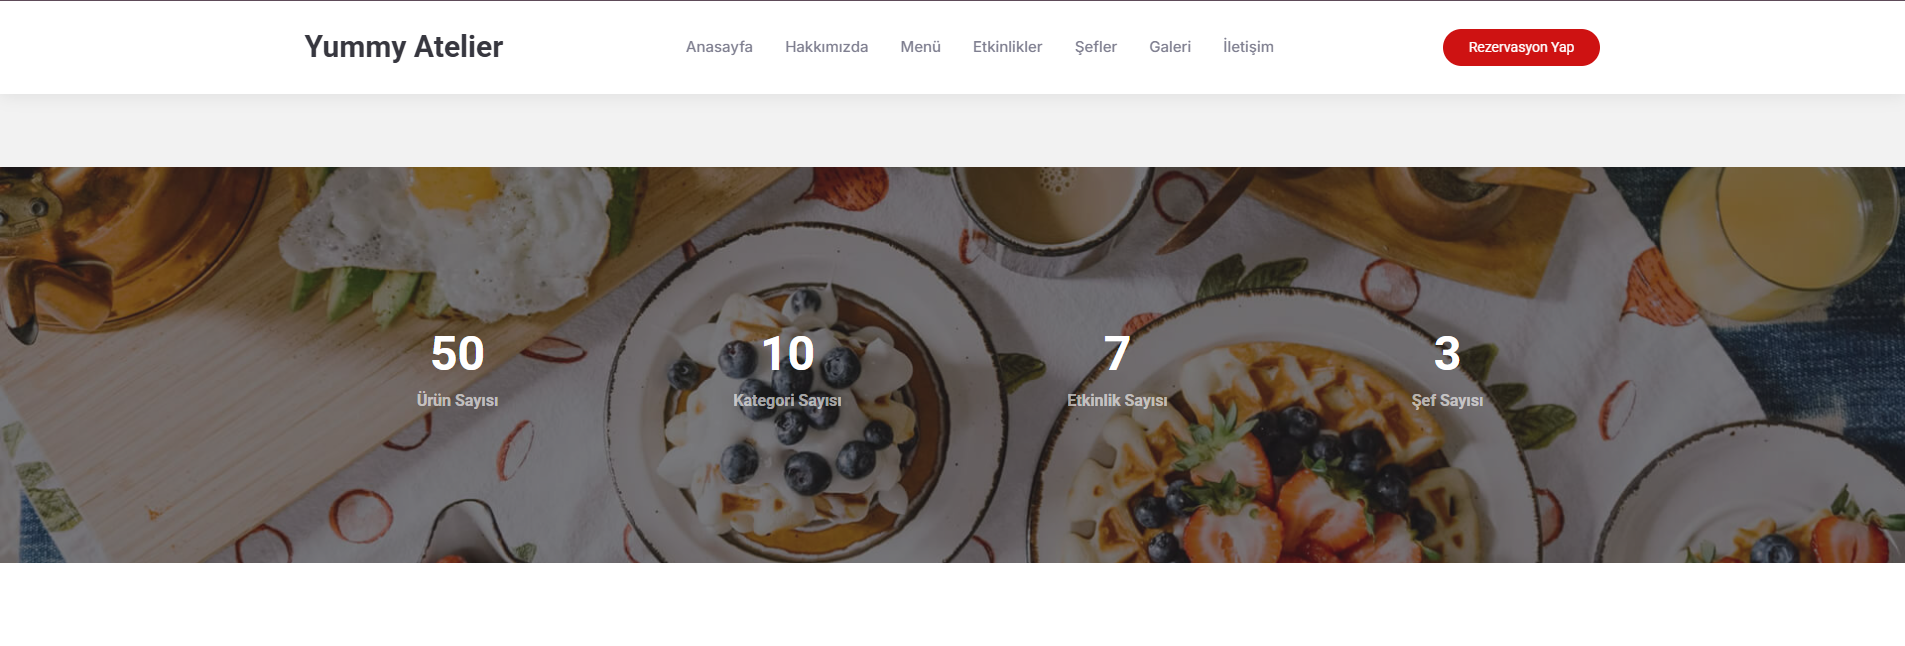 Yummy Atelier
Anasayfa Hakkımızda Menü Etkinlikler Şefler Galeri İletişim
Rezervasyon Yap
50 10 7 3
Ürün Sayısı Kategori Sayısı Etkinlik Sayısı Şef Sayısı